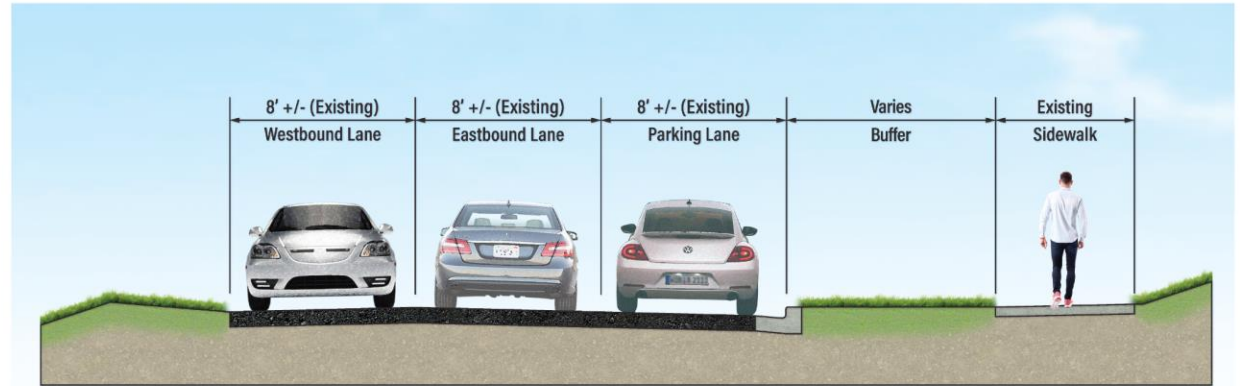 8' +/- (Existing)
Westbound Lane
8' +/- (Existing)
Eastbound Lane
8' +/- (Existing)
Parking Lane
Varies
Buffer
Existing
Sidewalk